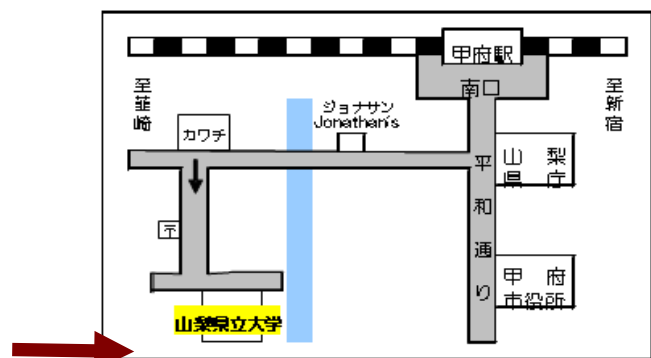 甲府駅
南口
至韮崎
至新宿
ジョナサン
Jonathan's
カワチ
平和通り
山梨
県庁
〒
甲府
市役所
山梨県立大学